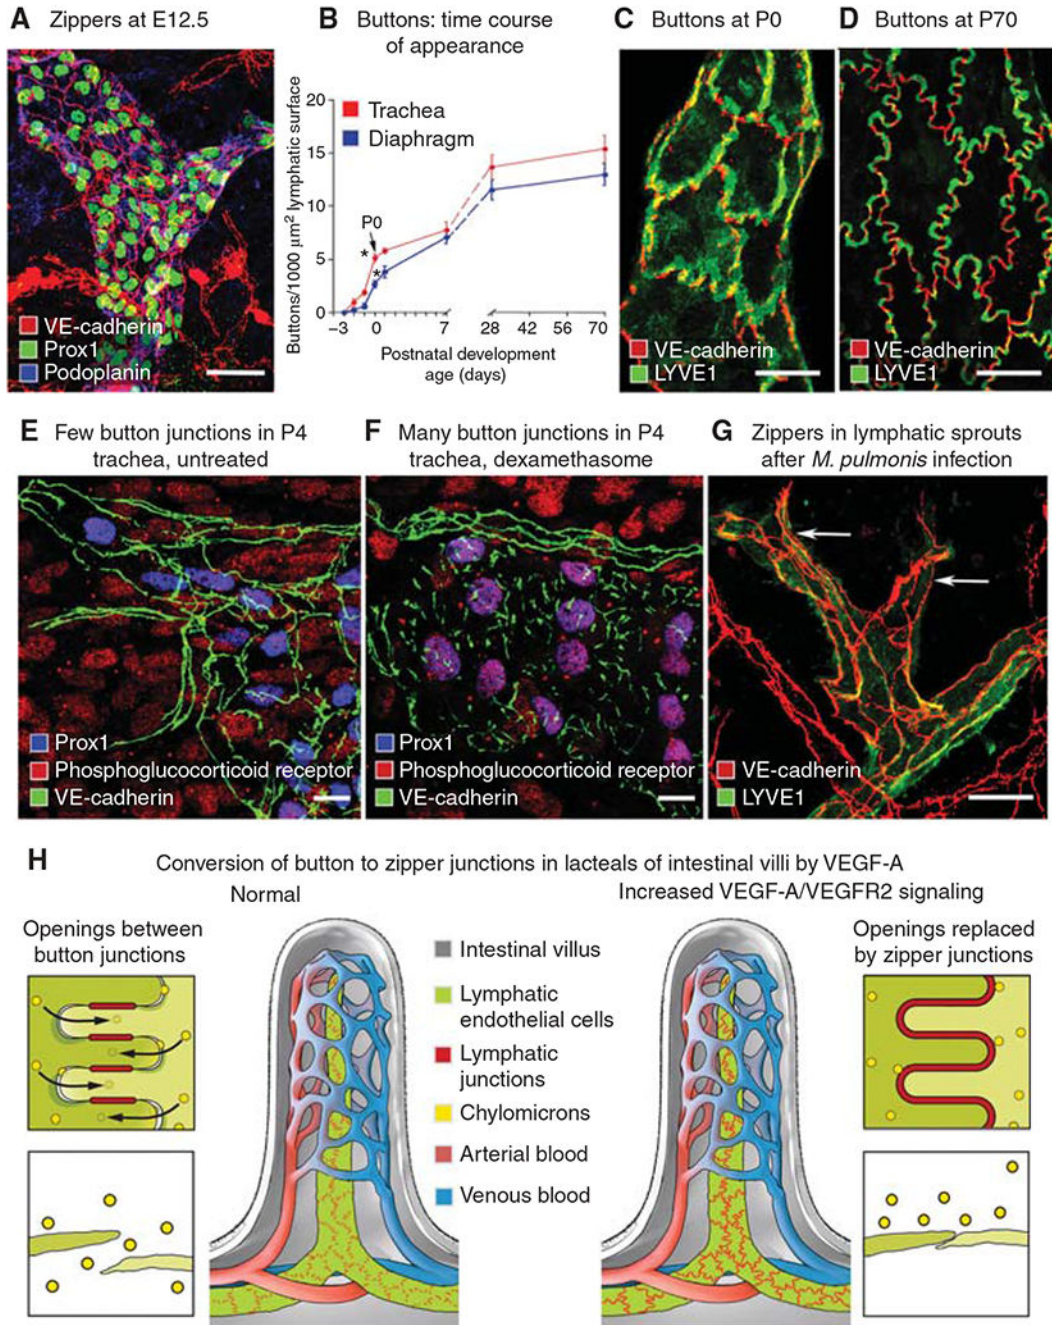 A Zippers at E12.5
VE-cadherin
Prox1
Podoplanin
B Buttons: time course
of appearance
Buttons/1000 μm² lymphatic surface
20
15
10
5
0
Trachea
Diaphragm
P0
*
*
−3 0 7 28 42 56 70
Postnatal development
age (days)
C Buttons at P0
VE-cadherin
LYVE1
D Buttons at P70
VE-cadherin
LYVE1
E Few button junctions in P4
trachea, untreated
Prox1
Phosphoglucocorticoid receptor
VE-cadherin
F Many button junctions in P4
trachea, dexamethasome
Prox1
Phosphoglucocorticoid receptor
VE-cadherin
G Zippers in lymphatic sprouts
after M. pulmonis infection
VE-cadherin
LYVE1
H Conversion of button to zipper junctions in lacteals of intestinal villi by VEGF-A
Normal
Increased VEGF-A/VEGFR2 signaling
Openings between
button junctions
Intestinal villus
Lymphatic
endothelial cells
Lymphatic
junctions
Chylomicrons
Arterial blood
Venous blood
Openings replaced
by zipper junctions